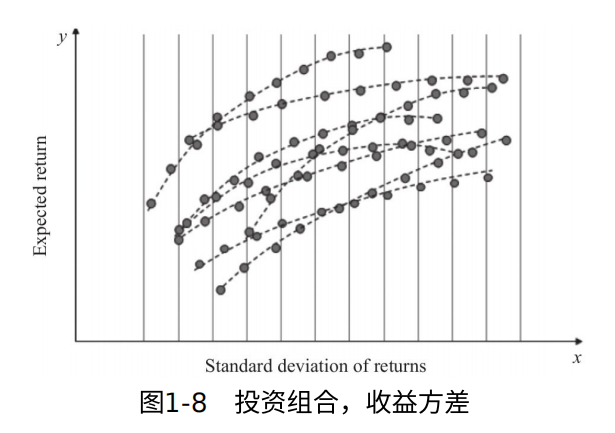 y
Expected return
x
Standard deviation of returns
图1-8 投资组合，收益方差